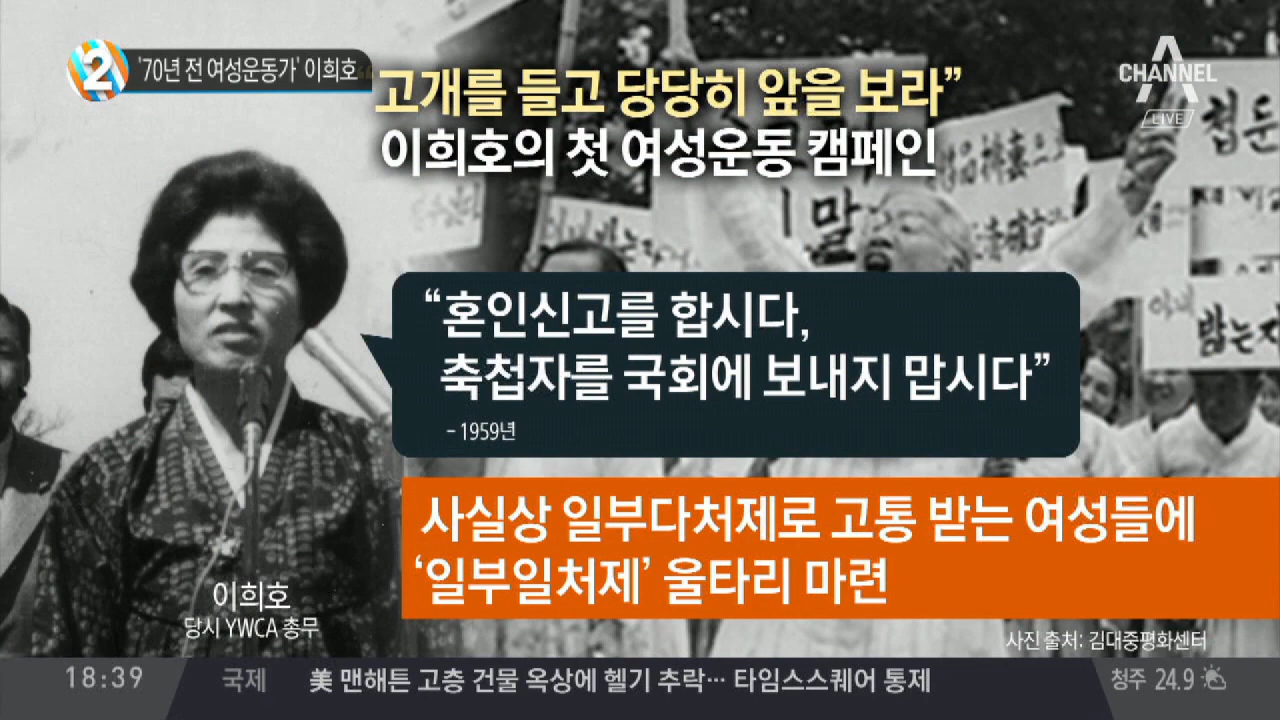 2 '70년 전 여성운동가' 이희호
“고개를 들고 당당히 앞을 보라”
이희호의 첫 여성운동 캠페인
CHANNEL A
LIVE
첩둔
말
밟는자
“혼인신고를 합시다,
축첩자를 국회에 보내지 맙시다”
- 1959년
사실상 일부다처제로 고통 받는 여성들에
‘일부일처제’ 울타리 마련
이희호
당시 YWCA 총무
사진 출처: 김대중평화센터
18:39 국제 美 맨해튼 고층 건물 옥상에 헬기 추락… 타임스스퀘어 통제 청주 24.9